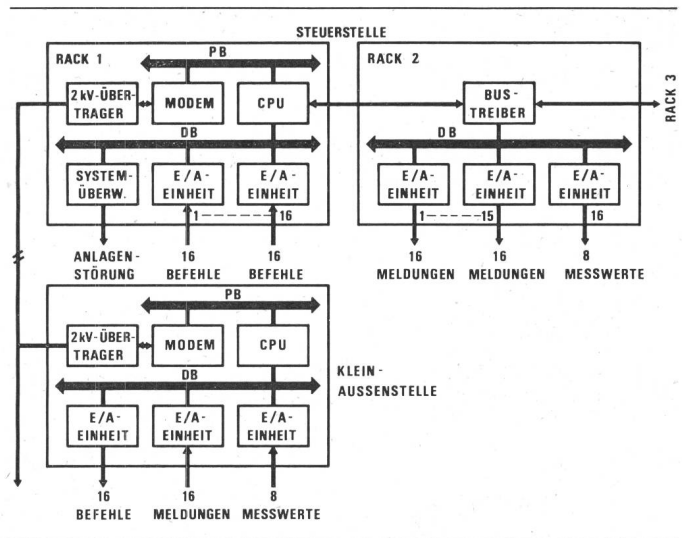 STEUERSTELLE
RACK 1
PB
2kV-ÜBER-
TRAGER
MODEM
CPU
DB
SYSTEM-
ÜBERW.
E/A-
EINHEIT
E/A-
EINHEIT
1 ------ 16
ANLAGEN-
STÖRUNG
16
BEFEHLE
16
BEFEHLE
RACK 2
BUS-
TREIBER
RACK 3
DB
E/A-
EINHEIT
E/A-
EINHEIT
E/A-
EINHEIT
1 ------ 15
16
16
MELDUNGEN
16
MELDUNGEN
8
MESSWERTE
PB
2kV-ÜBER-
TRAGER
MODEM
CPU
KLEIN-
AUSSENSTELLE
DB
E/A-
EINHEIT
E/A-
EINHEIT
E/A-
EINHEIT
16
BEFEHLE
16
MELDUNGEN
8
MESSWERTE